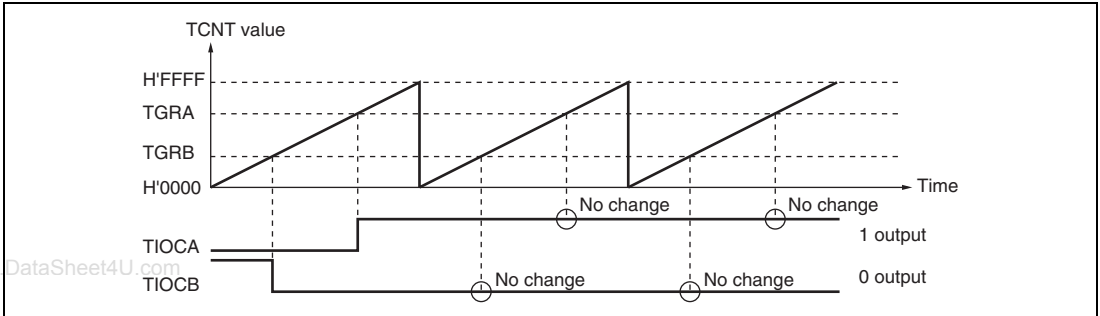 TCNT value
H'FFFF
TGRA
TGRB
H'0000
Time
No change
No change
TIOCA
1 output
DataSheet4U.com
TIOCB
No change
No change
0 output